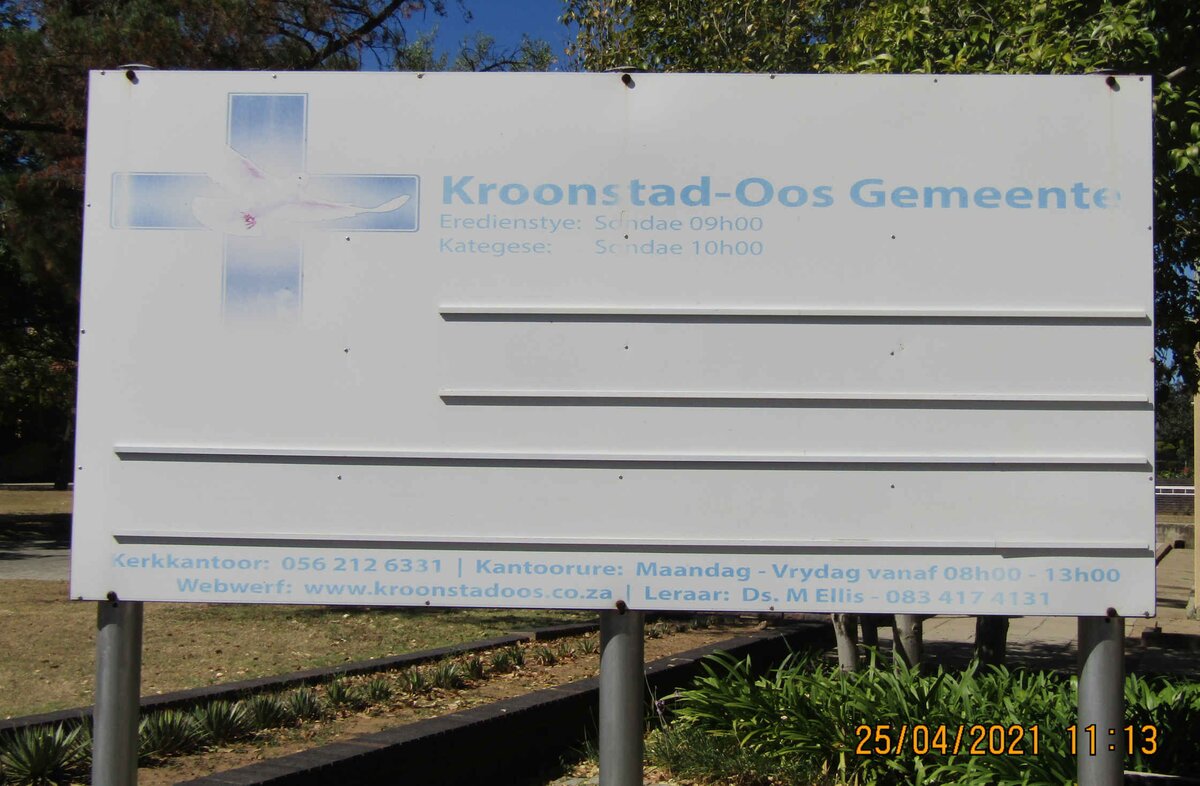 Kroonstad-Oos Gemeente
Eredienstye: Sondae 09h00
Kategese: Sondae 10h00
Kerkkantoor: 056 212 6331 | Kantoorure: Maandag - Vrydag vanaf 08h00 - 13h00
Webwerf: www.kroonstadoos.co.za | Leraar: Ds. M Ellis - 083 417 4131
25/04/2021 11:13